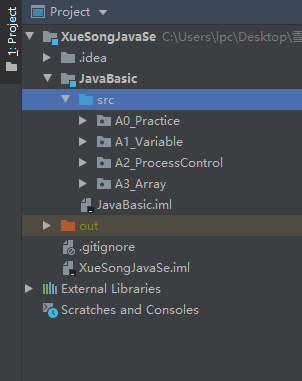 Project
1: Project
XueSongJavaSe C:\Users\lpc\Desktop\
.idea
JavaBasic
src
A0_Practice
A1_Variable
A2_ProcessControl
A3_Array
JavaBasic.iml
out
.gitignore
XueSongJavaSe.iml
External Libraries
Scratches and Consoles